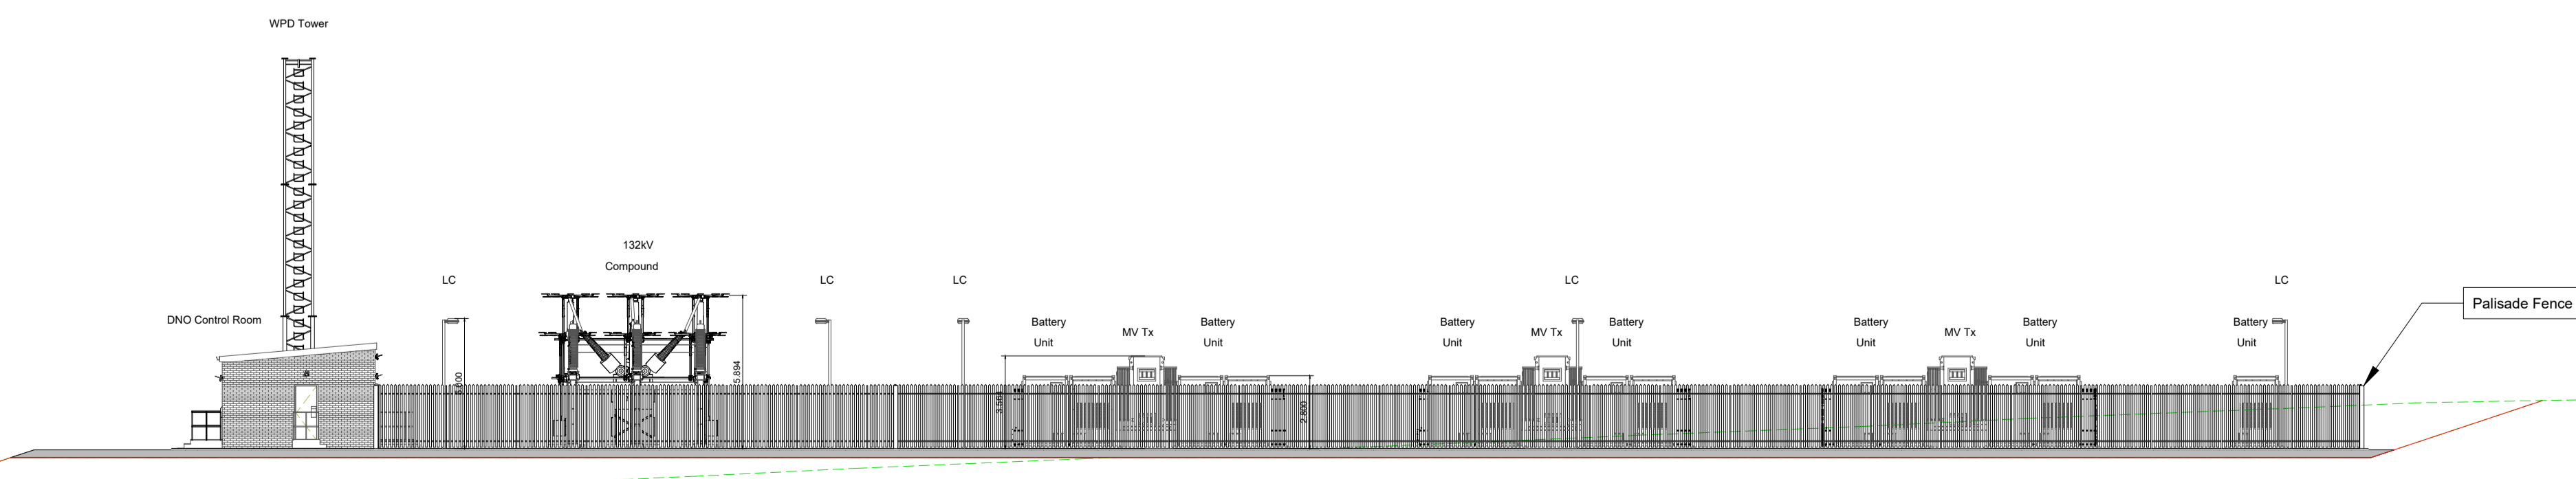 WPD Tower
132kV
Compound
LC
LC
LC
LC
LC
DNO Control Room
Battery
Unit
MV Tx
Battery
Unit
Battery
Unit
MV Tx
Battery
Unit
Battery
Unit
MV Tx
Battery
Unit
Battery
Unit
Palisade Fence
5.894
2.800